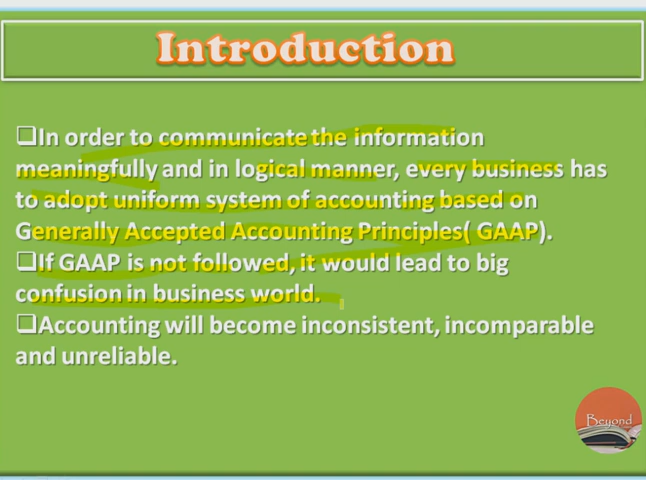 Introduction
❑In order to communicate the information
meaningfully and in logical manner, every business has
to adopt uniform system of accounting based on
Generally Accepted Accounting Principles( GAAP).
❑If GAAP is not followed, it would lead to big
confusion in business world.
❑Accounting will become inconsistent, incomparable
and unreliable.
Beyond